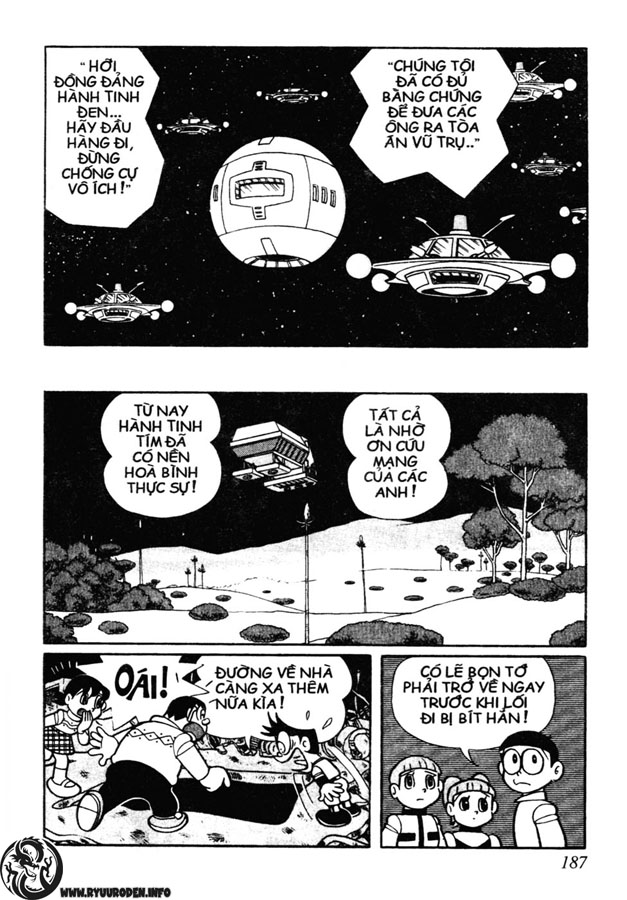 "HỠI
ĐỒNG ĐẢNG
HÀNH TINH
ĐEN...
HÃY ĐẦU
HÀNG ĐI,
ĐỪNG
CHỐNG CỰ
VÔ ÍCH!"
"CHÚNG TÔI
ĐÃ CÓ ĐỦ
BẰNG CHỨNG
ĐỂ ĐƯA CÁC
ÔNG RA TÒA
ÁN VŨ TRỤ.."
TỪ NAY
HÀNH TINH
TÍM ĐÃ
CÓ NỀN
HOÀ BÌNH
THỰC SỰ!
TẤT CẢ
LÀ NHỜ
ƠN CỨU
MẠNG
CỦA CÁC
ANH!
OÁI!
ĐƯỜNG VỀ NHÀ
CÀNG XA THÊM
NỮA KÌA!
CÓ LẼ BỌN TỚ
PHẢI TRỞ VỀ NGAY
TRƯỚC KHI LỐI
ĐI BỊ BÍT HẲN!
187
WWW.RYUURODEN.INFO